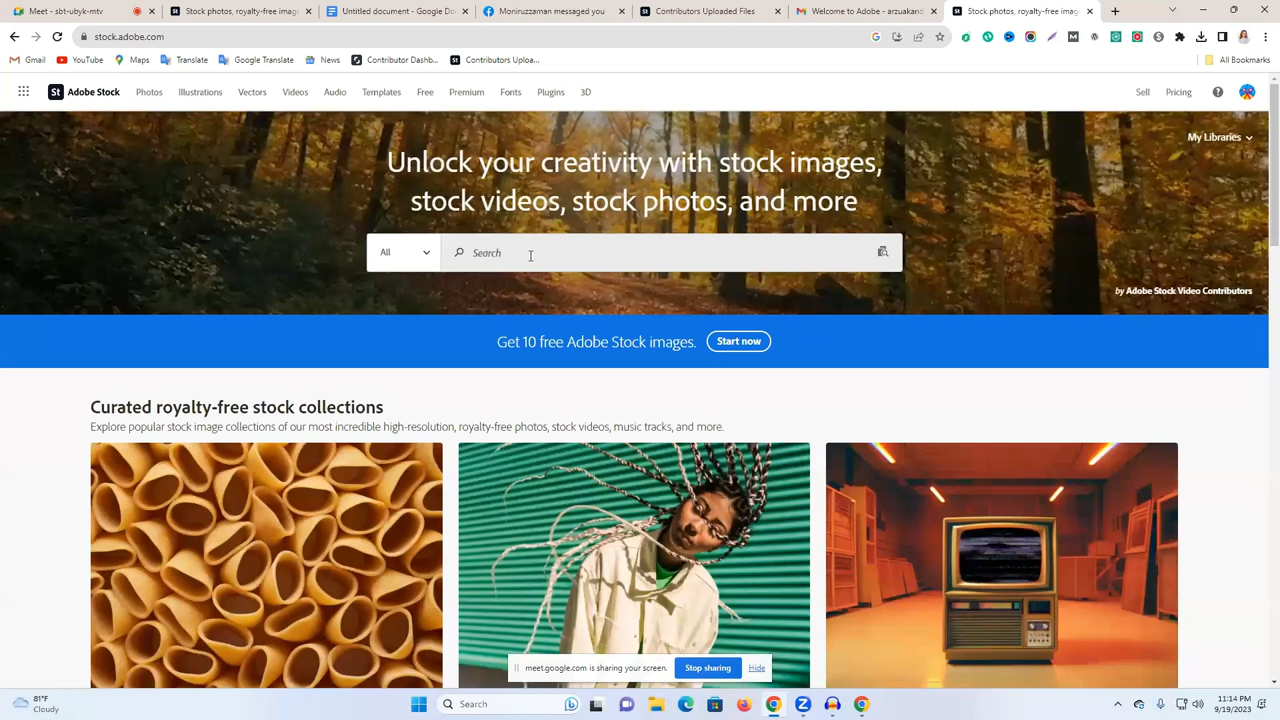 Meet - sbt-ubyk-mtv
Stock photos, royalty-free imag
Untitled document - Google Do
Moniruzzaman messaged you
Contributors Uploaded Files
Welcome to Adobe - arzuakand
Stock photos, royalty-free imag
stock.adobe.com
Gmail
YouTube
Maps
Translate
Google Translate
News
Contributor Dashb...
Contributors Uploa...
All Bookmarks
St
Adobe Stock
Photos
Illustrations
Vectors
Videos
Audio
Templates
Free
Premium
Fonts
Plugins
3D
Sell
Pricing
My Libraries
Unlock your creativity with stock images,
stock videos, stock photos, and more
All
Search
by Adobe Stock Video Contributors
Get 10 free Adobe Stock images.
Start now
Curated royalty-free stock collections
Explore popular stock image collections of our most incredible high-resolution, royalty-free photos, stock videos, music tracks, and more.
meet.google.com is sharing your screen.
Stop sharing
Hide
81°F
Cloudy
Search
11:14 PM
9/19/2023